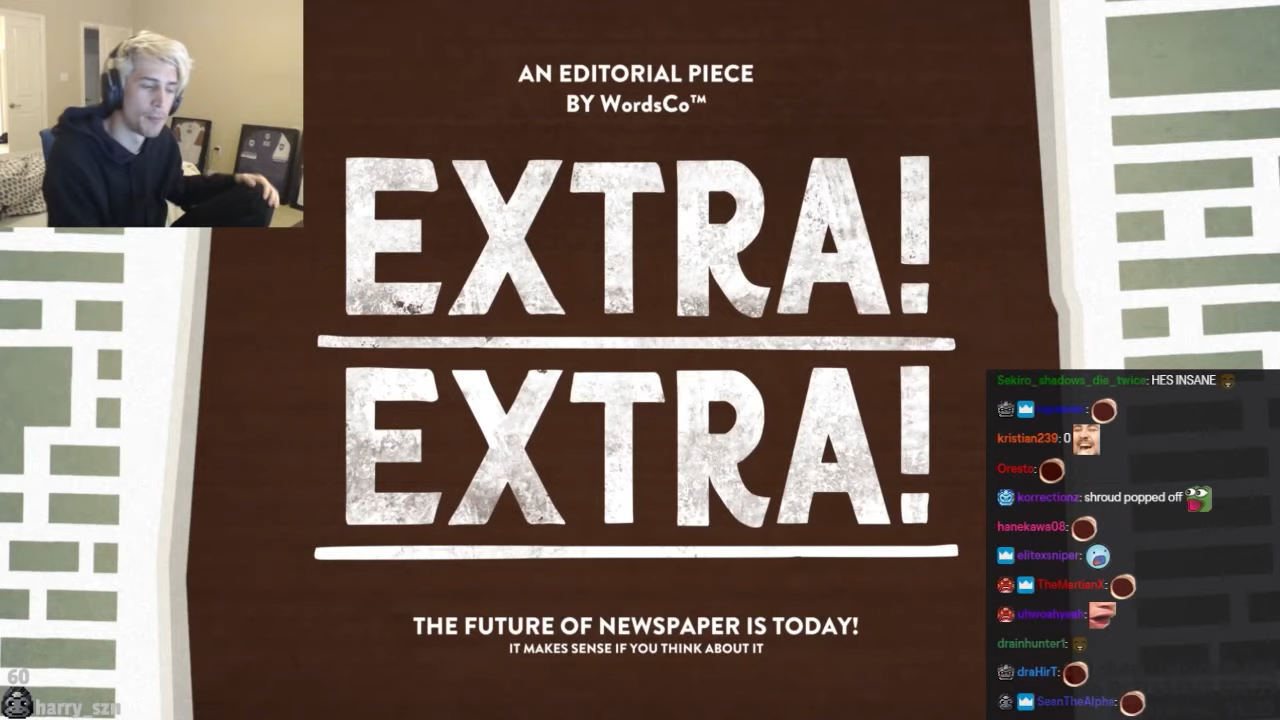 AN EDITORIAL PIECE
BY WordsCo™
EXTRA!
EXTRA!
THE FUTURE OF NEWSPAPER IS TODAY!
IT MAKES SENSE IF YOU THINK ABOUT IT
Sekiro_shadows_die_twice: HES INSANE
kristian239: 0
Oresto:
korrectionz: shroud popped off
hanekawa08:
elitexsniper:
TheMartianX:
uhwoahyeah:
drainhunter1:
draHirT:
SeanTheAlpha:
60
harry_szn